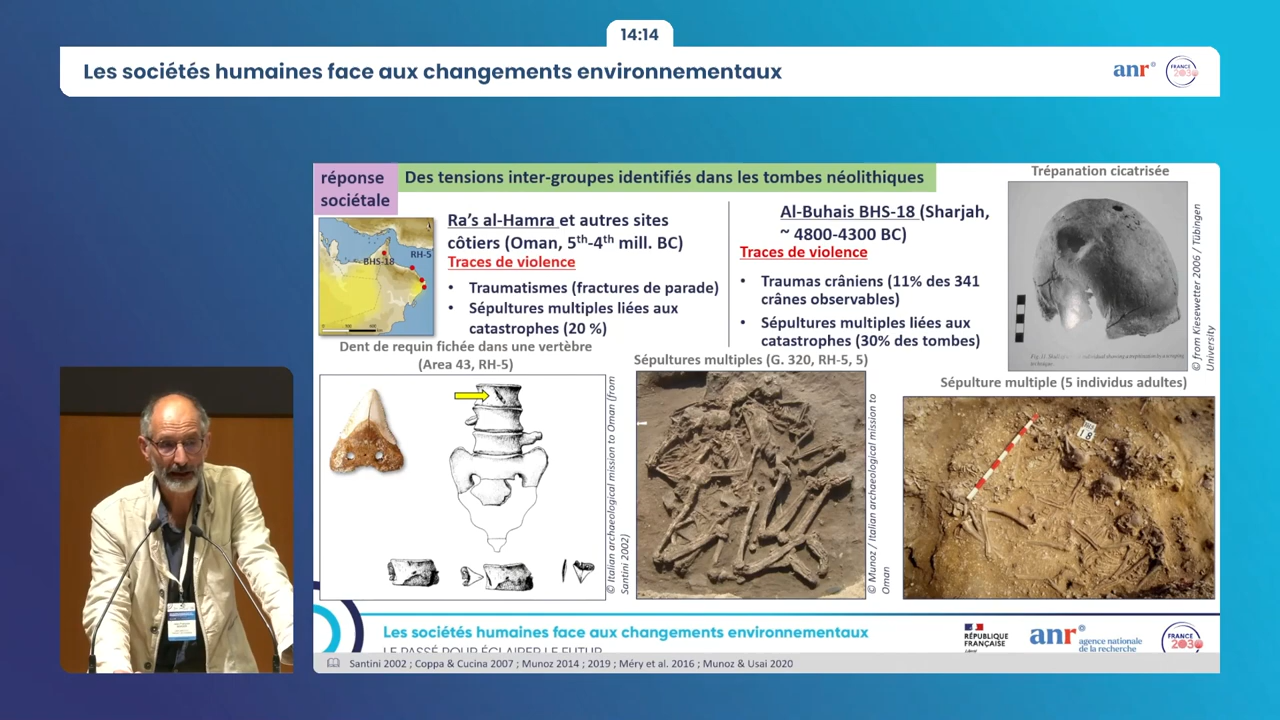 14:14
Les sociétés humaines face aux changements environnementaux
anr
FRANCE
2030
réponse
sociétale
Des tensions inter-groupes identifiés dans les tombes néolithiques
BHS-18
RH-5
Ra's al-Hamra et autres sites
côtiers (Oman, 5th-4th mill. BC)
Traces de violence
• Traumatismes (fractures de parade)
• Sépultures multiples liées aux
catastrophes (20 %)
Al-Buhais BHS-18 (Sharjah,
~ 4800-4300 BC)
Traces de violence
• Traumas crâniens (11% des 341
crânes observables)
• Sépultures multiples liées aux
catastrophes (30% des tombes)
Trépanation cicatrisée
© from Kiesewetter 2006 / Tübingen
University
Dent de requin fichée dans une vertèbre
(Area 43, RH-5)
© Italian archaeological mission to Oman (from
Santini 2002)
Sépultures multiples (G. 320, RH-5, 5)
© Munoz / Italian archaeological mission to
Oman
Sépulture multiple (5 individus adultes)
18
Les sociétés humaines face aux changements environnementaux
LE PASSÉ POUR ÉCLAIRER LE FUTUR
RÉPUBLIQUE
FRANÇAISE
anr
agence nationale
de la recherche
FRANCE
2030
Santini 2002 ; Coppa & Cucina 2007 ; Munoz 2014 ; 2019 ; Méry et al. 2016 ; Munoz & Usai 2020